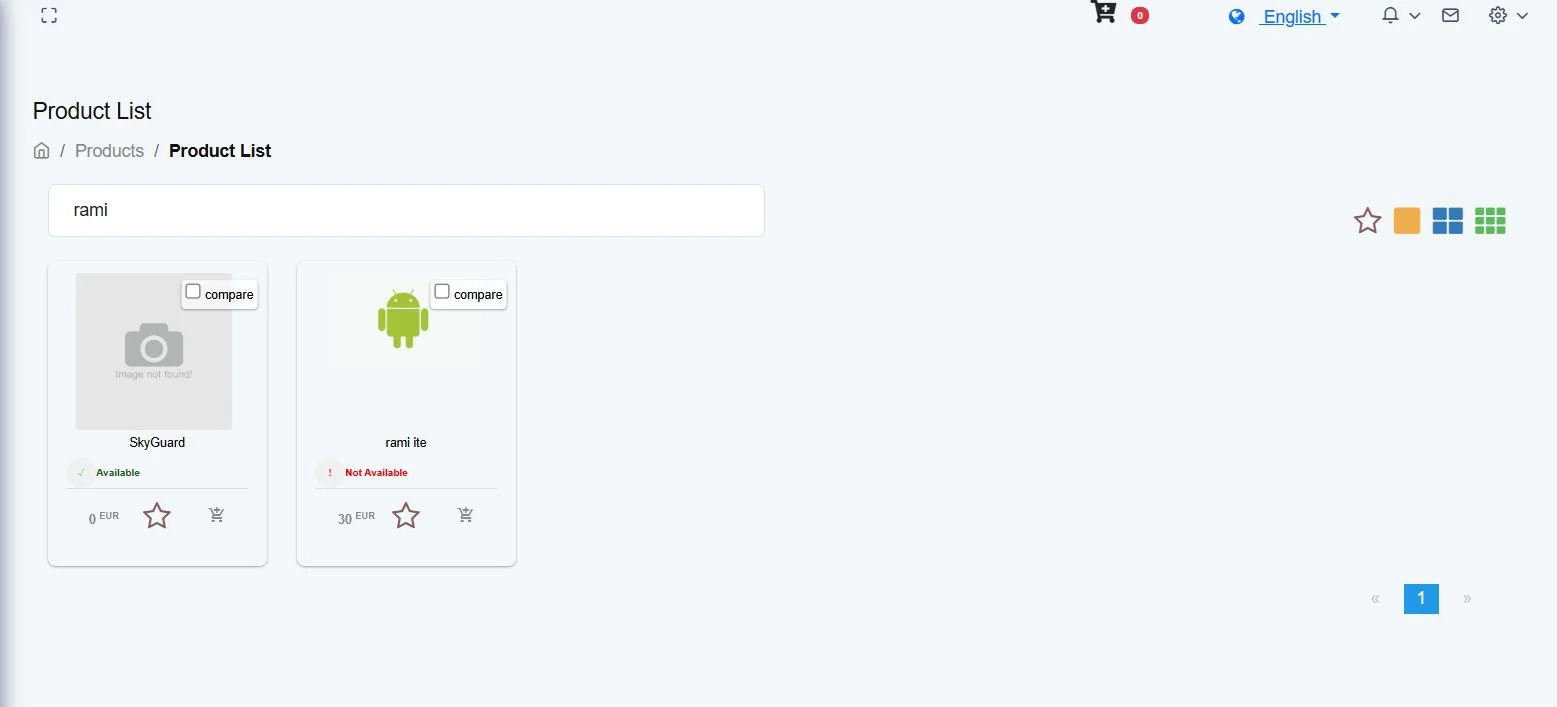 0
English
Product List
/ Products / Product List
rami
compare
compare
Image not found!
SkyGuard
rami ite
✓ Available
! Not Available
0 EUR
30 EUR
« 1 »